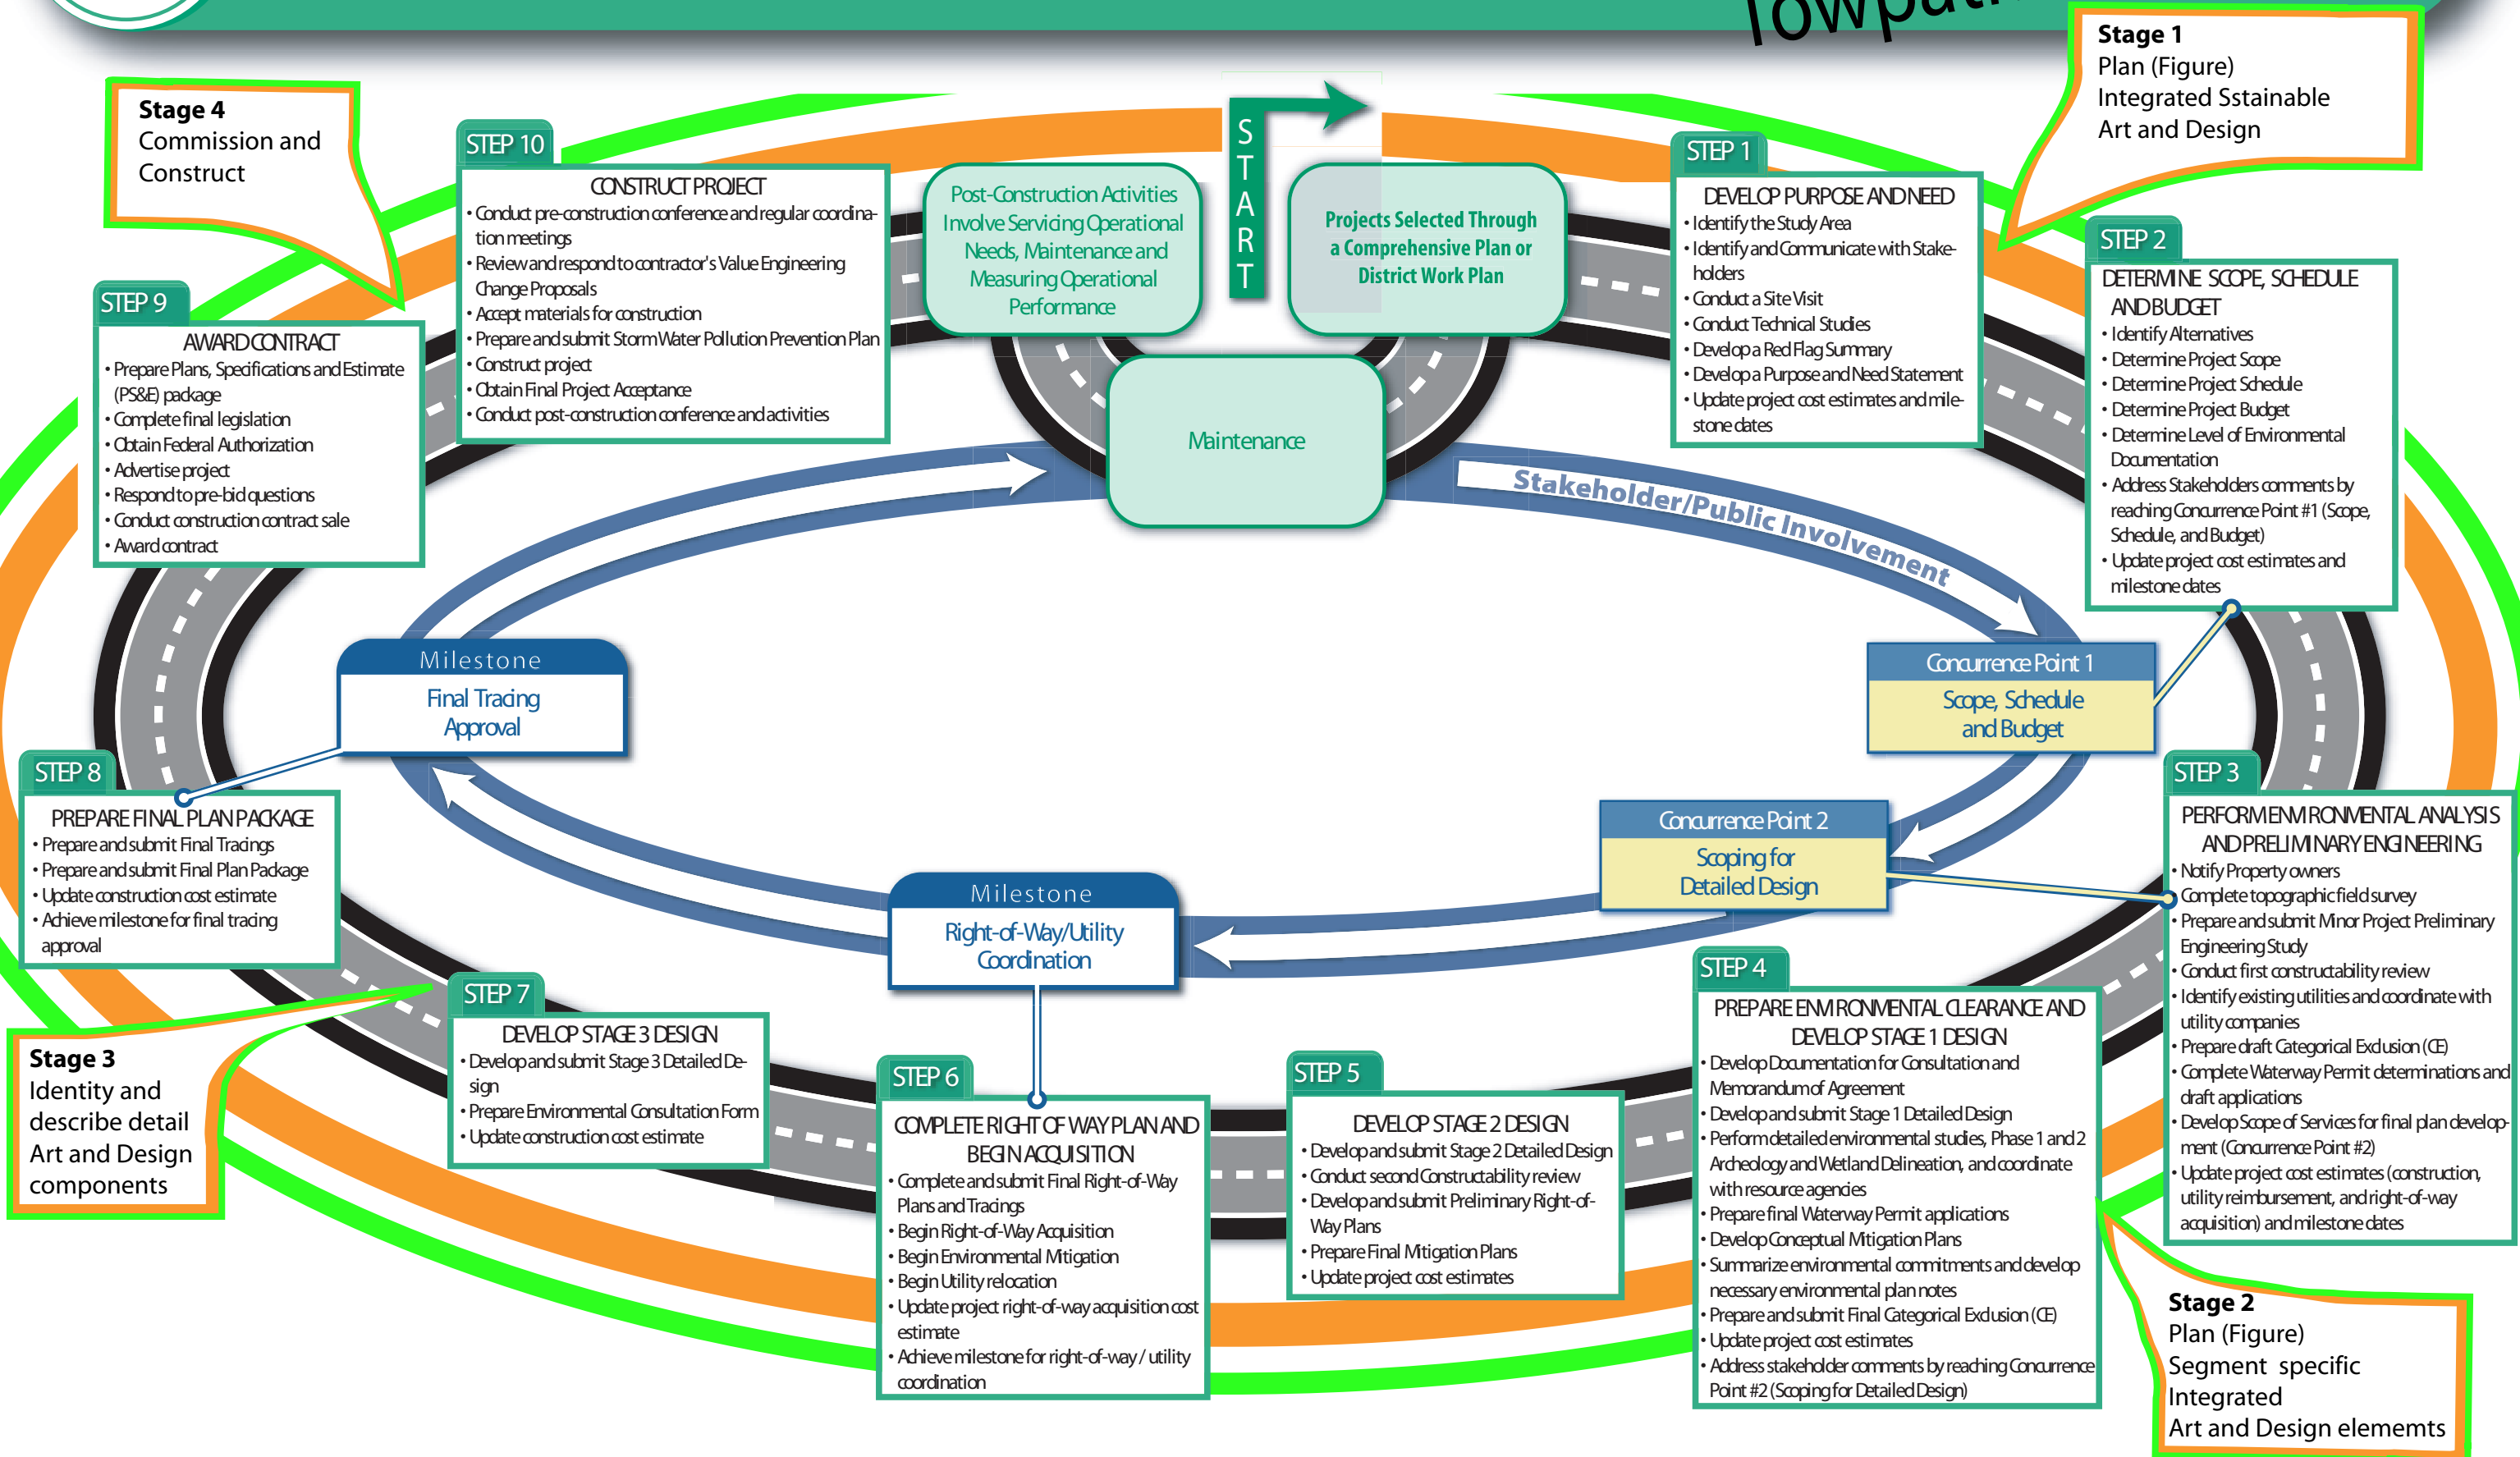 Stage 1
Plan (Figure)
Integrated Sstainable
Art and Design
Stage 4
Commission and
Construct
START
Post-Construction Activities
Involve Servicing Operational
Needs, Maintenance and
Measuring Operational
Performance
Projects Selected Through
a Comprehensive Plan or
District Work Plan
Maintenance
STEP 1
DEVELOP PURPOSE AND NEED
• Identify the Study Area
• Identify and Communicate with Stake-
holders
• Conduct a Site Visit
• Conduct Technical Studies
• Develop a Red Flag Summary
• Develop a Purpose and Need Statement
• Update project cost estimates and mile-
stone dates
STEP 2
DETERMINE SCOPE, SCHEDULE
AND BUDGET
• Identify Alternatives
• Determine Project Scope
• Determine Project Schedule
• Determine Project Budget
• Determine Level of Environmental
Documentation
• Address Stakeholders comments by
reaching Concurrence Point #1 (Scope,
Schedule, and Budget)
• Update project cost estimates and
milestone dates
Stakeholder/Public Involvement
Concurrence Point 1
Scope, Schedule
and Budget
Concurrence Point 2
Scoping for
Detailed Design
STEP 3
PERFORM ENVIRONMENTAL ANALYSIS
AND PRELIMINARY ENGINEERING
• Notify Property owners
• Complete topographic field survey
• Prepare and submit Minor Project Preliminary
Engineering Study
• Conduct first constructability review
• Identify existing utilities and coordinate with
utility companies
• Prepare draft Categorical Exclusion (CE)
• Complete Waterway Permit determinations and
draft applications
• Develop Scope of Services for final plan develop-
ment (Concurrence Point #2)
• Update project cost estimates (construction,
utility reimbursement, and right-of-way
acquisition) and milestone dates
STEP 4
PREPARE ENVIRONMENTAL CLEARANCE AND
DEVELOP STAGE 1 DESIGN
• Develop Documentation for Consultation and
Memorandum of Agreement
• Develop and submit Stage 1 Detailed Design
• Perform detailed environmental studies, Phase 1 and 2
Archeology and Wetland Delineation, and coordinate
with resource agencies
• Prepare final Waterway Permit applications
• Develop Conceptual Mitigation Plans
• Summarize environmental commitments and develop
necessary environmental plan notes
• Prepare and submit Final Categorical Exclusion (CE)
• Update project cost estimates
• Address stakeholder comments by reaching Concurrence
Point #2 (Scoping for Detailed Design)
Stage 2
Plan (Figure)
Segment specific
Integrated
Art and Design elememts
STEP 5
DEVELOP STAGE 2 DESIGN
• Develop and submit Stage 2 Detailed Design
• Conduct second Constructability review
• Develop and submit Preliminary Right-of-
Way Plans
• Prepare Final Mitigation Plans
• Update project cost estimates
Milestone
Right-of-Way/Utility
Coordination
STEP 6
COMPLETE RIGHT OF WAY PLAN AND
BEGIN ACQUISITION
• Complete and submit Final Right-of-Way
Plans and Tracings
• Begin Right-of-Way Acquisition
• Begin Environmental Mitigation
• Begin Utility relocation
• Update project right-of-way acquisition cost
estimate
• Achieve milestone for right-of-way / utility
coordination
STEP 7
DEVELOP STAGE 3 DESIGN
• Develop and submit Stage 3 Detailed De-
sign
• Prepare Environmental Consultation Form
• Update construction cost estimate
Stage 3
Identity and
describe detail
Art and Design
components
STEP 8
PREPARE FINAL PLAN PACKAGE
• Prepare and submit Final Tracings
• Prepare and submit Final Plan Package
• Update construction cost estimate
• Achieve milestone for final tracing
approval
Milestone
Final Tracing
Approval
STEP 9
AWARD CONTRACT
• Prepare Plans, Specifications and Estimate
(PS&E) package
• Complete final legislation
• Obtain Federal Authorization
• Advertise project
• Respond to pre-bid questions
• Conduct construction contract sale
• Award contract
STEP 10
CONSTRUCT PROJECT
• Conduct pre-construction conference and regular coordina-
tion meetings
• Review and respond to contractor's Value Engineering
Change Proposals
• Accept materials for construction
• Prepare and submit Storm Water Pollution Prevention Plan
• Construct project
• Obtain Final Project Acceptance
• Conduct post-construction conference and activities